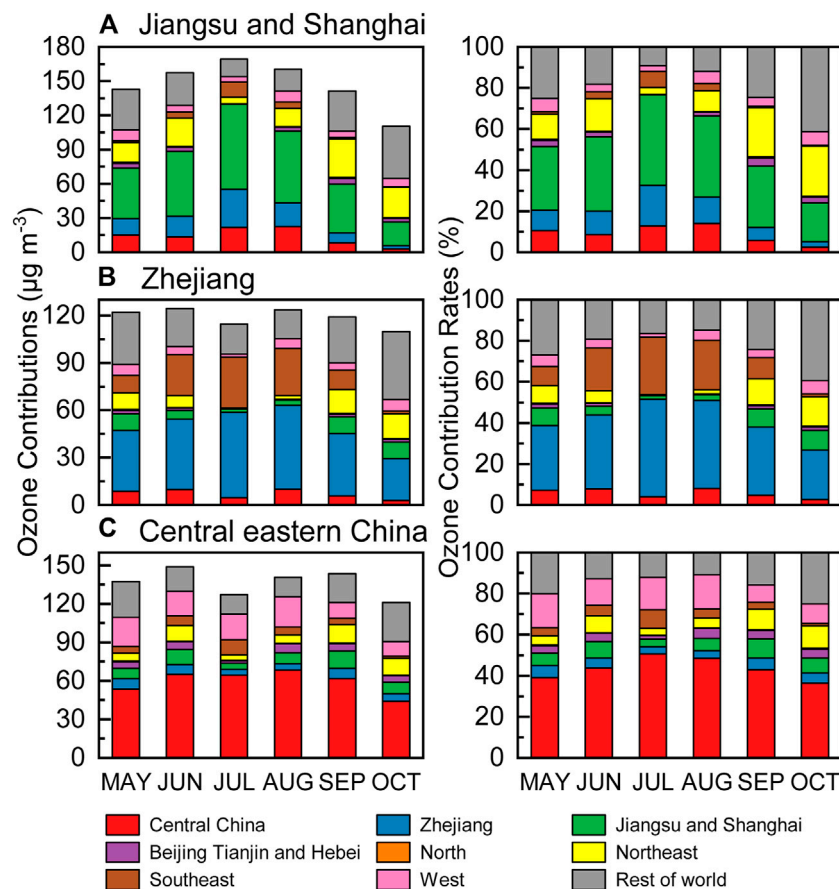 A Jiangsu and Shanghai
180
150
120
90
60
30
0
100
80
60
40
20
0
B Zhejiang
120
90
60
30
0
100
80
60
40
20
0
C Central eastern China
150
120
90
60
30
0
100
80
60
40
20
0
Ozone Contributions (µg m⁻³)
Ozone Contribution Rates (%)
MAY JUN JUL AUG SEP OCT
MAY JUN JUL AUG SEP OCT
Central China
Zhejiang
Jiangsu and Shanghai
Beijing Tianjin and Hebei
North
Northeast
Southeast
West
Rest of world